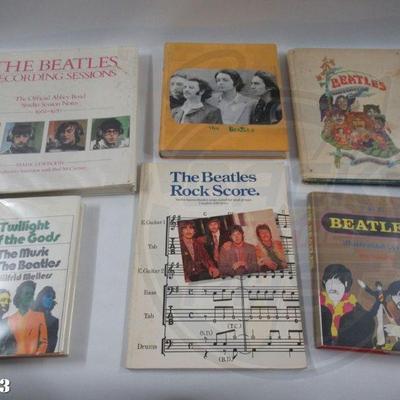 THE BEATLES
RECORDING SESSIONS
The Official Abbey Road
Studio Session Notes
1962-1970
the Beatles
BEATLES
The Beatles
Rock Score.
E.Guitar 1
Tab
E.Guitar 2
Bass
Tab
Drums
Twilight
of the Gods
The Music
The Beatles
Wilfrid Mellers
BEATLES
3